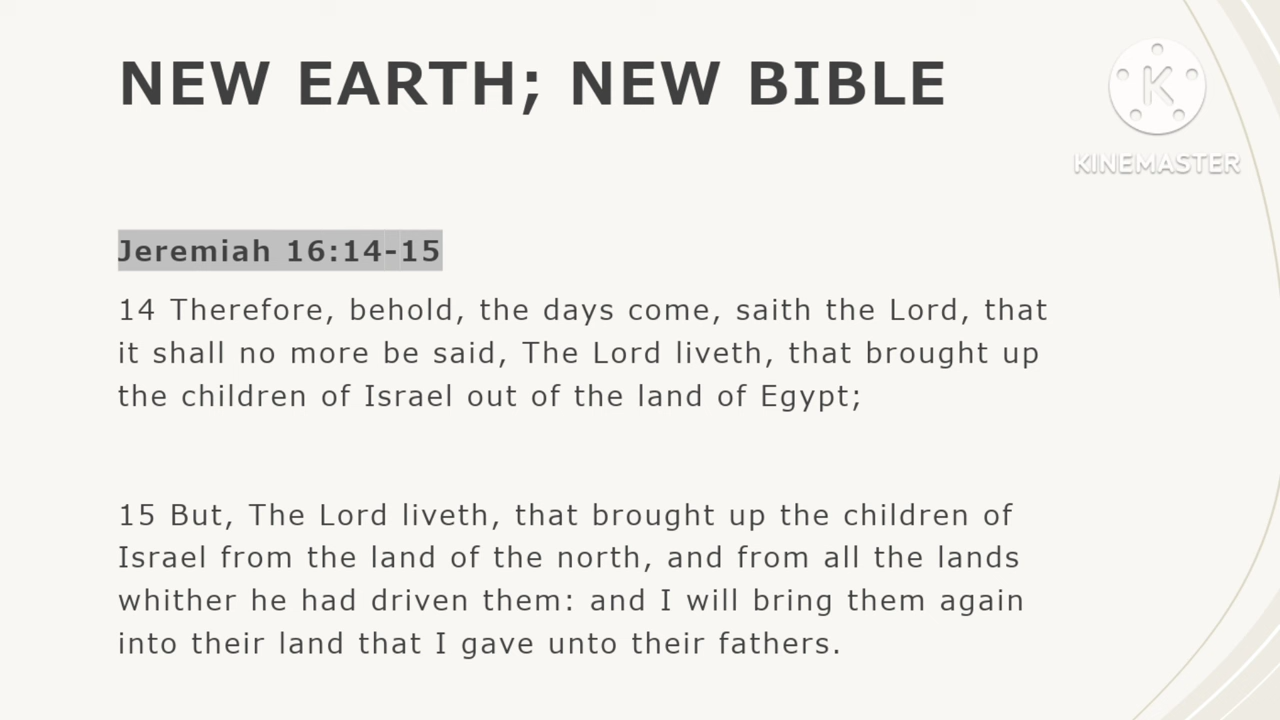 NEW EARTH; NEW BIBLE
K
KINEMASTER
Jeremiah 16:14-15
14 Therefore, behold, the days come, saith the Lord, that
it shall no more be said, The Lord liveth, that brought up
the children of Israel out of the land of Egypt;
15 But, The Lord liveth, that brought up the children of
Israel from the land of the north, and from all the lands
whither he had driven them: and I will bring them again
into their land that I gave unto their fathers.